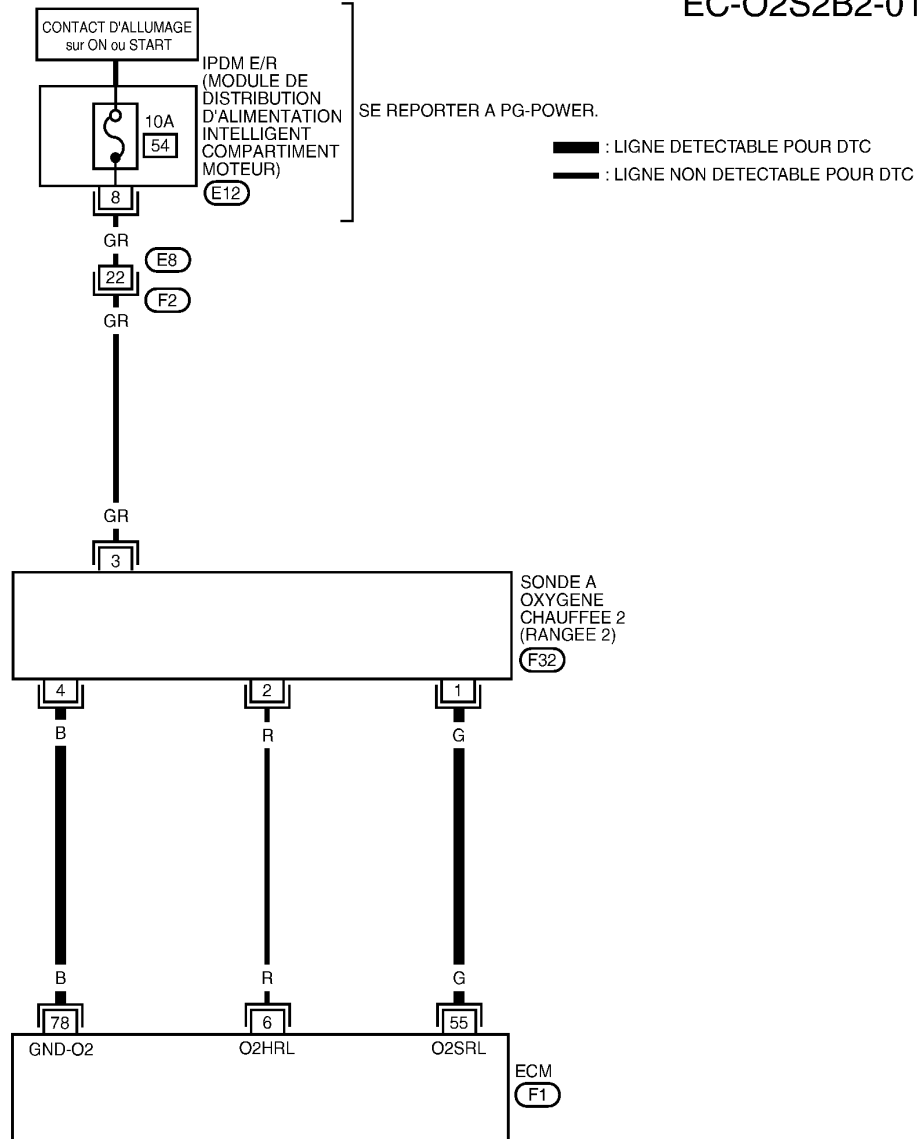 EC-O2S2B2-01
CONTACT D'ALLUMAGE
sur ON ou START
IPDM E/R
(MODULE DE
DISTRIBUTION
D'ALIMENTATION
INTELLIGENT
COMPARTIMENT
MOTEUR)
E12
10A
54
SE REPORTER A PG-POWER.
: LIGNE DETECTABLE POUR DTC
: LIGNE NON DETECTABLE POUR DTC
8
GR
E8
22
F2
GR
GR
3
SONDE A
OXYGENE
CHAUFFEE 2
(RANGEE 2)
F32
4 2 1
B R G
B R G
78 6 55
GND-O2 O2HRL O2SRL
ECM
F1